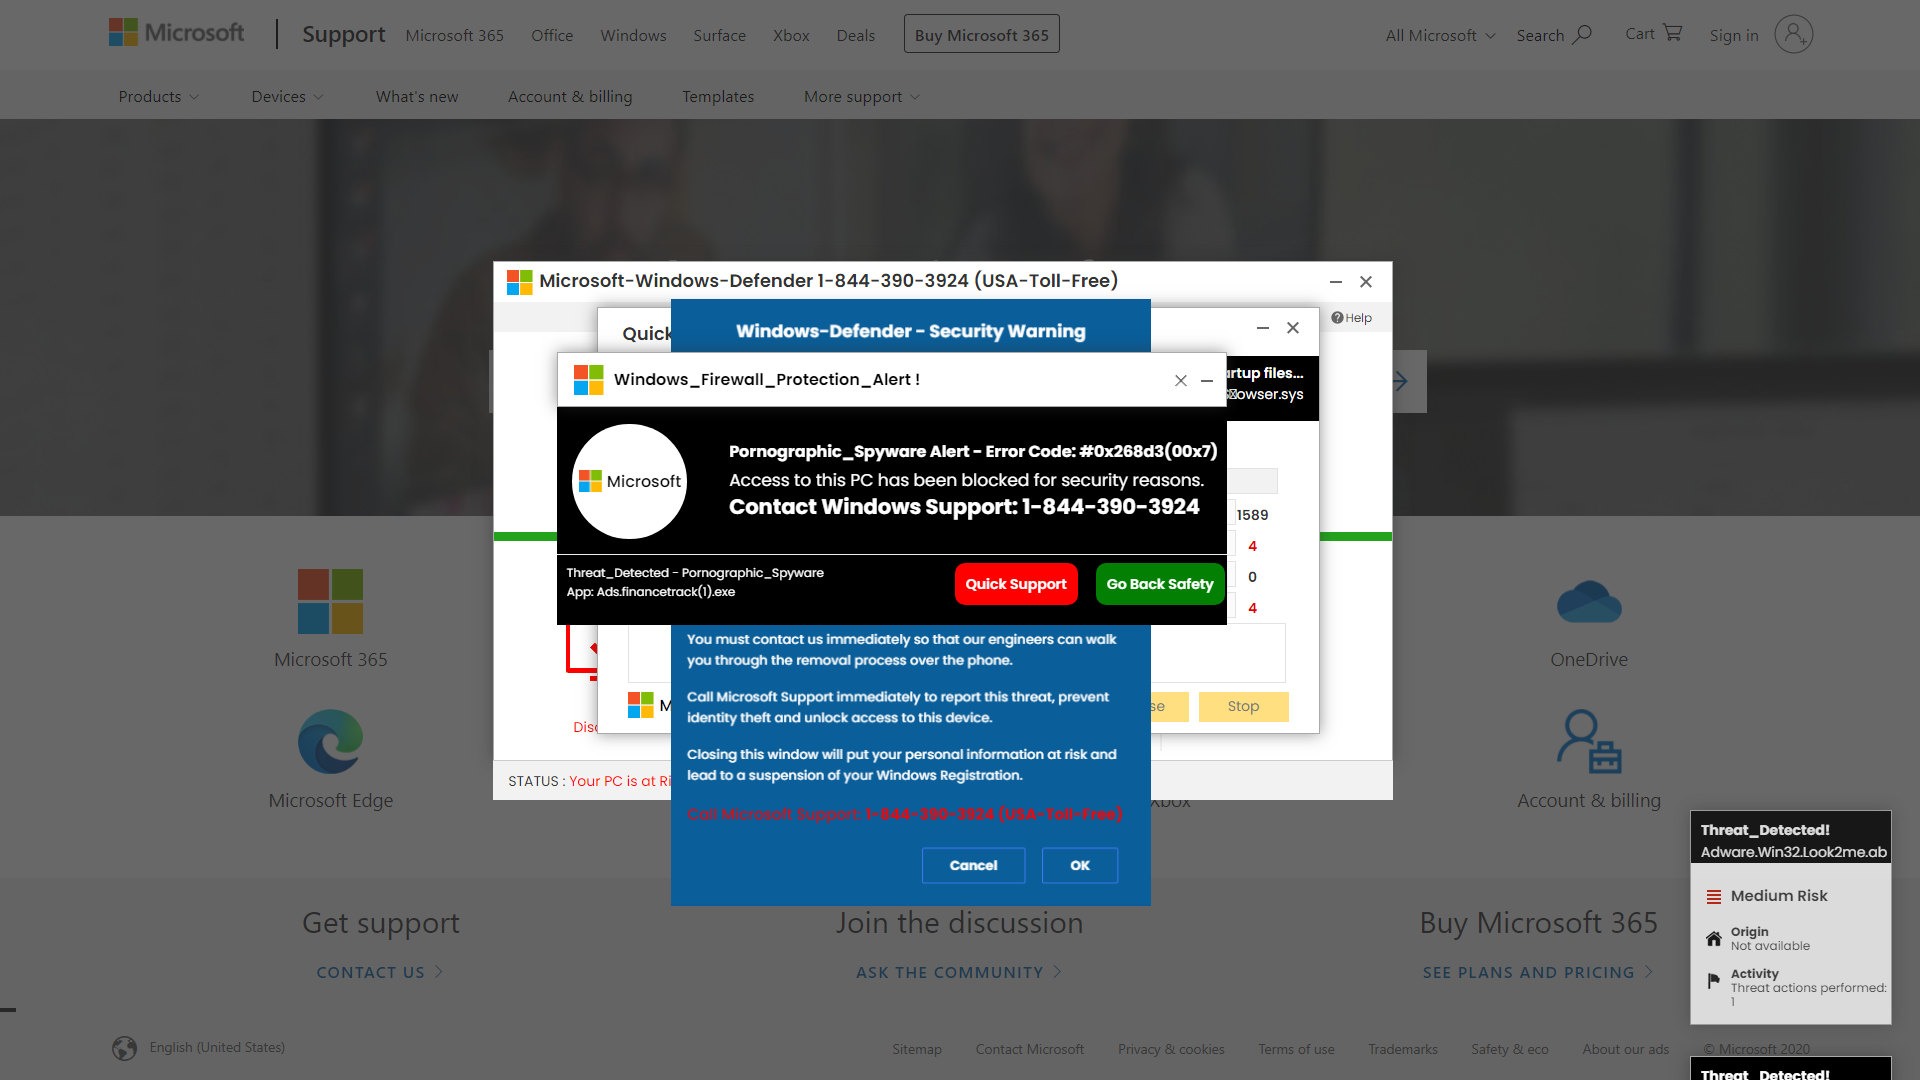 Microsoft
Support
Microsoft 365
Office
Windows
Surface
Xbox
Deals
Buy Microsoft 365
All Microsoft
Search
Cart
Sign in
Products
Devices
What's new
Account & billing
Templates
More support
Microsoft-Windows-Defender 1-844-390-3924 (USA-Toll-Free)
Help
Quick
Windows-Defender - Security Warning
Windows_Firewall_Protection_Alert !
artup files...
owser.sys
Microsoft
Pornographic_Spyware Alert - Error Code: #0x268d3(00x7)
Access to this PC has been blocked for security reasons.
Contact Windows Support: 1-844-390-3924
1589
4
0
4
Threat_Detected - Pornographic_Spyware
App: Ads.financetrack(1).exe
Quick Support
Go Back Safety
You must contact us immediately so that our engineers can walk
you through the removal process over the phone.
Call Microsoft Support immediately to report this threat, prevent
identity theft and unlock access to this device.
Closing this window will put your personal information at risk and
lead to a suspension of your Windows Registration.
Call Microsoft Support: 1-844-390-3924 (USA-Toll-Free)
Cancel
OK
M
se
Stop
Disc
STATUS : Your PC is at Ri
Microsoft 365
OneDrive
Microsoft Edge
Xbox
Account & billing
Threat_Detected!
Adware.Win32.Look2me.ab
Medium Risk
Origin
Not available
Activity
Threat actions performed:
1
Get support
Join the discussion
Buy Microsoft 365
CONTACT US
ASK THE COMMUNITY
SEE PLANS AND PRICING
English (United States)
Sitemap
Contact Microsoft
Privacy & cookies
Terms of use
Trademarks
Safety & eco
About our ads
© Microsoft 2020
Threat_Detected!